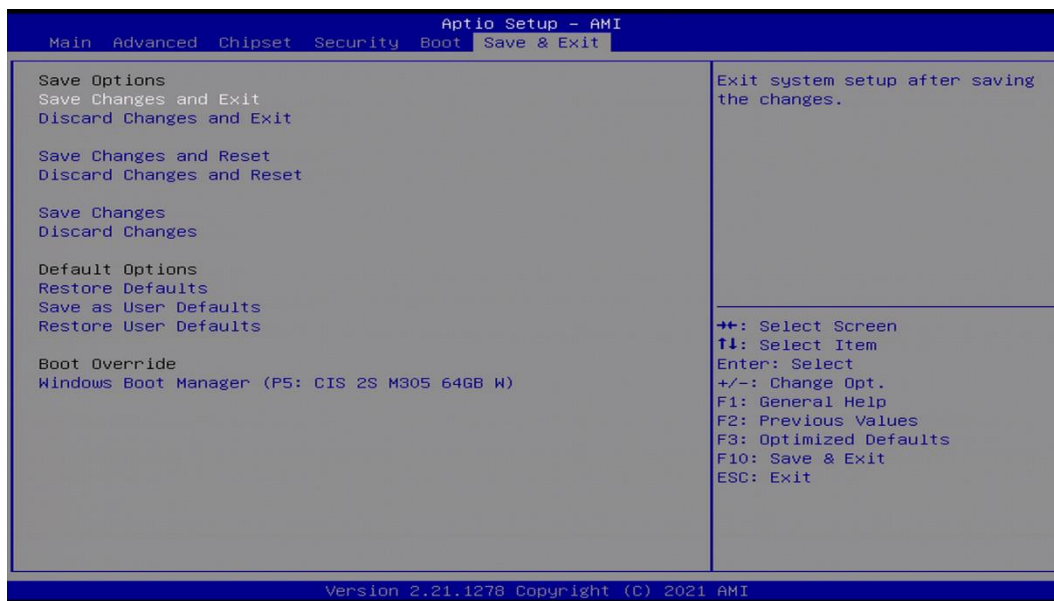 Aptio Setup – AMI
Main Advanced Chipset Security Boot Save & Exit
Save Options
Save Changes and Exit
Discard Changes and Exit
Save Changes and Reset
Discard Changes and Reset
Save Changes
Discard Changes
Default Options
Restore Defaults
Save as User Defaults
Restore User Defaults
Boot Override
Windows Boot Manager (P5: CIS 2S M305 64GB W)
Exit system setup after saving
the changes.
→←: Select Screen
↑↓: Select Item
Enter: Select
+/-: Change Opt.
F1: General Help
F2: Previous Values
F3: Optimized Defaults
F10: Save & Exit
ESC: Exit
Version 2.21.1278 Copyright (C) 2021 AMI